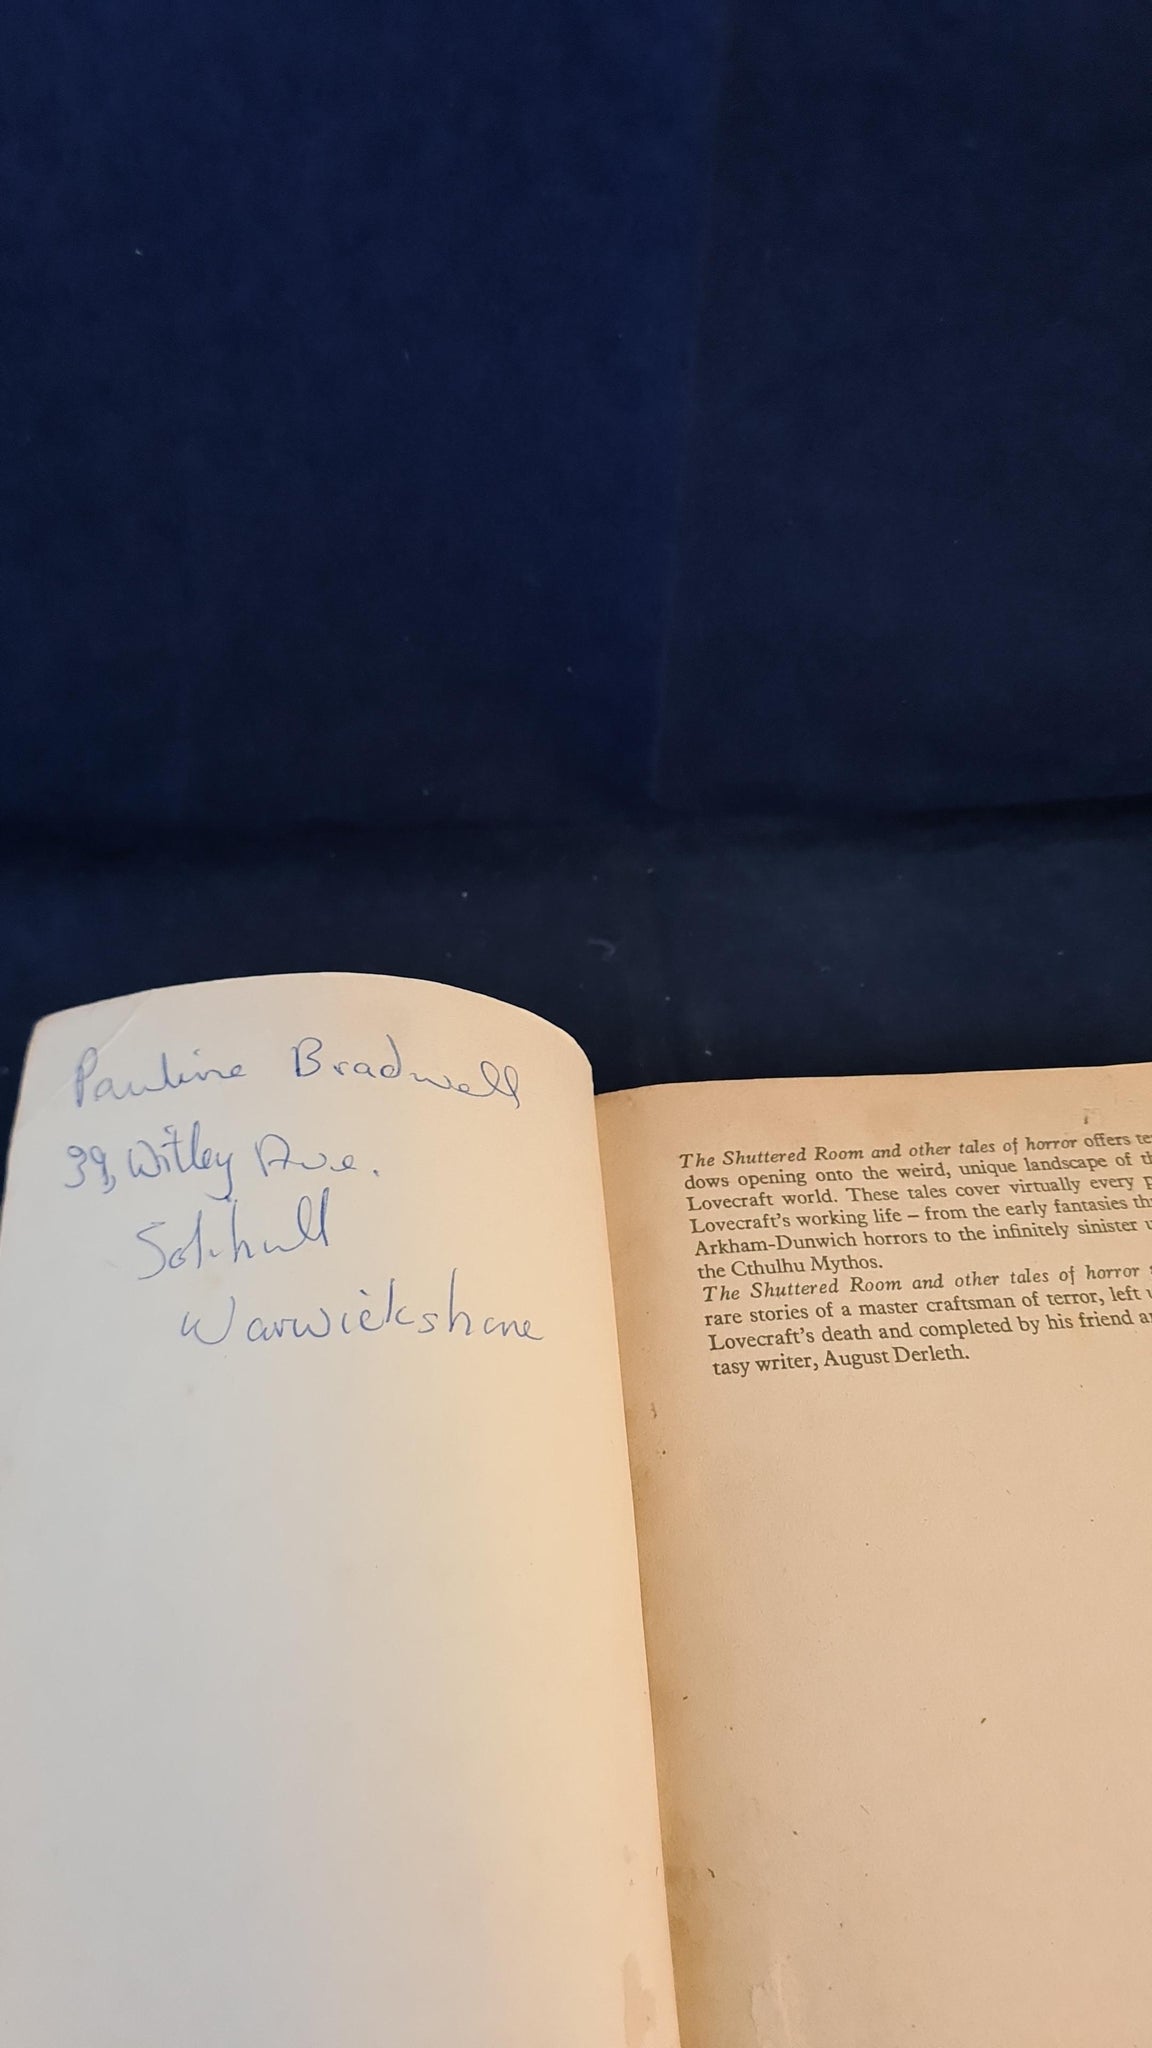 Pauline Bradwell
39, Witley Ave.
Solihull
Warwickshire
The Shuttered Room and other tales of horror offers te
dows opening onto the weird, unique landscape of th
Lovecraft world. These tales cover virtually every p
Lovecraft's working life – from the early fantasies th
Arkham-Dunwich horrors to the infinitely sinister u
the Cthulhu Mythos.
The Shuttered Room and other tales of horror
rare stories of a master craftsman of terror, left u
Lovecraft's death and completed by his friend a
tasy writer, August Derleth.